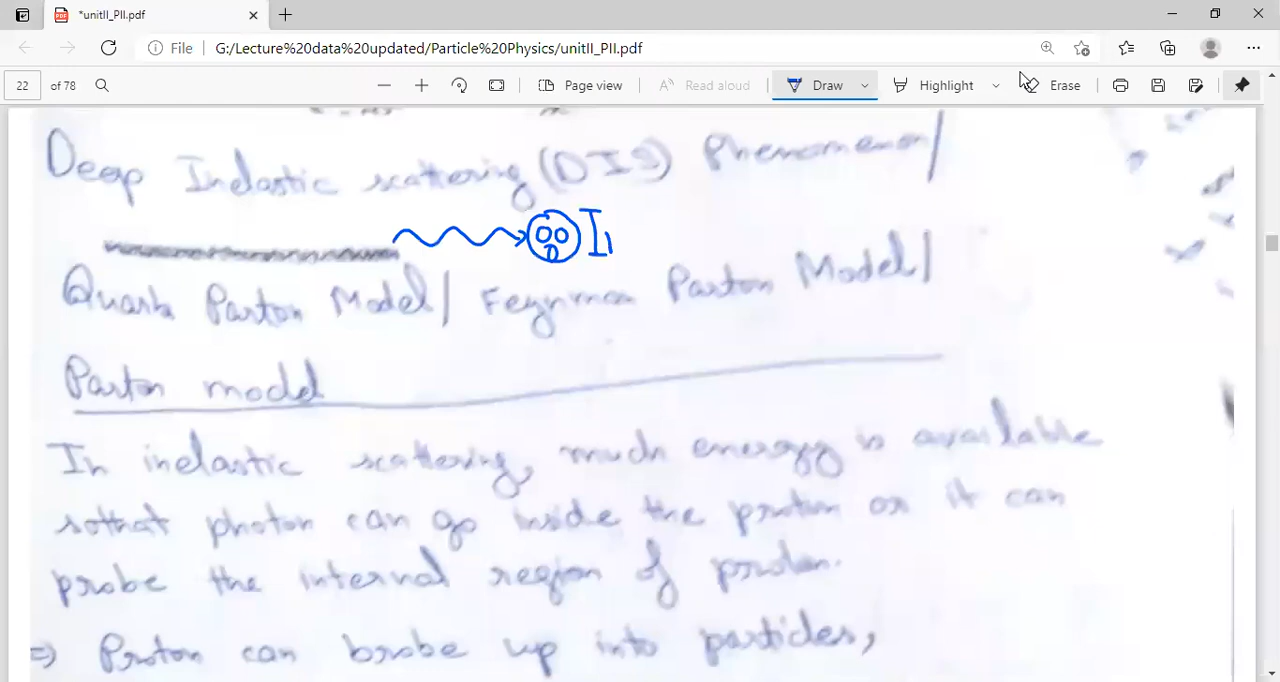 *unitII_PII.pdf
File G:/Lecture%20data%20updated/Particle%20Physics/unitII_PII.pdf
22 of 78 Page view Read aloud Draw Highlight Erase
Deep Inelastic scattering (DIS) Phenomenon/
Quark Parton Model/ Feynman Parton Model/
Parton model
In inelastic scattering, much energy is available
sothat photon can go inside the proton or it can
probe the internal region of proton.
⇒ Proton can brobe up into particles,